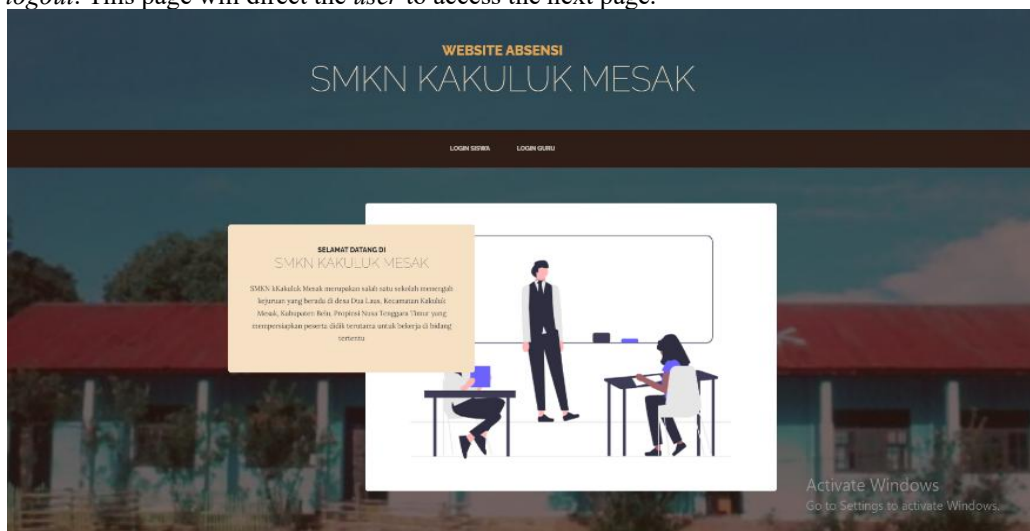 logout. This page will direct the user to access the next page.
WEBSITE ABSENSI
SMKN KAKULUK MESAK
LOGIN SISWA LOGIN GURU
SELAMAT DATANG DI
SMKN KAKULUK MESAK
SMKN kKakuluk Mesak merupakan salah satu sekolah menengah
kejuruan yang berada di desa Dua Laus, Kecamatan Kakuluk
Mesak, Kabupaten Belu, Propinsi Nusa Tenggara Timur yang
mempersiapkan peserta didik terutama untuk bekerja di bidang
tertentu
Activate Windows
Go to Settings to activate Windows.